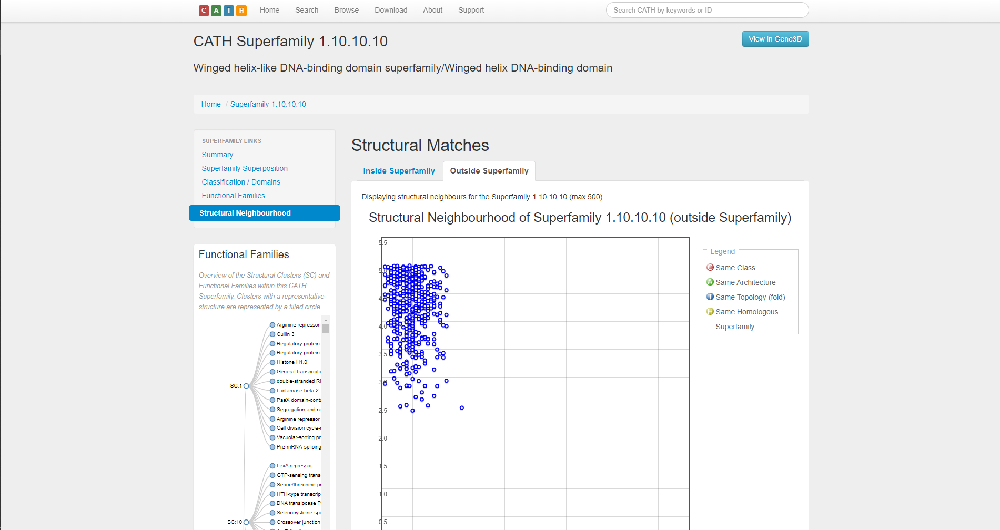 C A T H Home Search Browse Download About Support Search CATH by keywords or ID
CATH Superfamily 1.10.10.10
View in Gene3D
Winged helix-like DNA-binding domain superfamily/Winged helix DNA-binding domain
Home / Superfamily 1.10.10.10
SUPERFAMILY LINKS
Summary
Superfamily Superposition
Classification / Domains
Functional Families
Structural Neighbourhood
Functional Families
Overview of the Structural Clusters (SC) and
Functional Families within this CATH
Superfamily. Clusters with a representative
structure are represented by a filled circle.
Arginine repressor
Cullin 3
Regulatory protein
Regulatory protein
Histone H1.0
General transcriptic
double-stranded RN
SC:1
Lactamase beta 2
PaaX domain-conta
Segregation and co
Arginine repressor
Cell division cycle-r
Vacuolar-sorting pro
Pre-mRNA-splicing
LexA repressor
GTP-sensing transc
Serine/threonine-pr
HTH-type transcript
DNA translocase Ft
Selenocysteine-spe
SC:10
Crossover junction
Structural Matches
Inside Superfamily Outside Superfamily
Displaying structural neighbours for the Superfamily 1.10.10.10 (max 500)
Structural Neighbourhood of Superfamily 1.10.10.10 (outside Superfamily)
5.5
5.0
4.5
4.0
3.5
3.0
2.5
2.0
1.5
1.0
0.5
Legend
C Same Class
A Same Architecture
T Same Topology (fold)
H Same Homologous
Superfamily